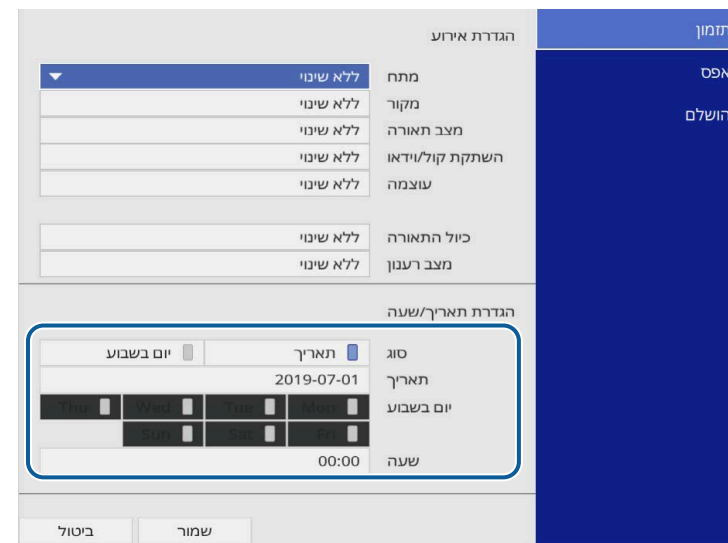 תזמון
אפס
הושלם
הגדרת אירוע
מתח ללא שינוי
מקור ללא שינוי
מצב תאורה ללא שינוי
השתקת קול/וידאו ללא שינוי
עוצמה ללא שינוי
כיול התאורה ללא שינוי
מצב רענון ללא שינוי
הגדרת תאריך/שעה
סוג תאריך יום בשבוע
תאריך 2019-07-01
יום בשבוע Mon Tue Wed Thu
Fri Sat Sun
שעה 00:00
שמור ביטול